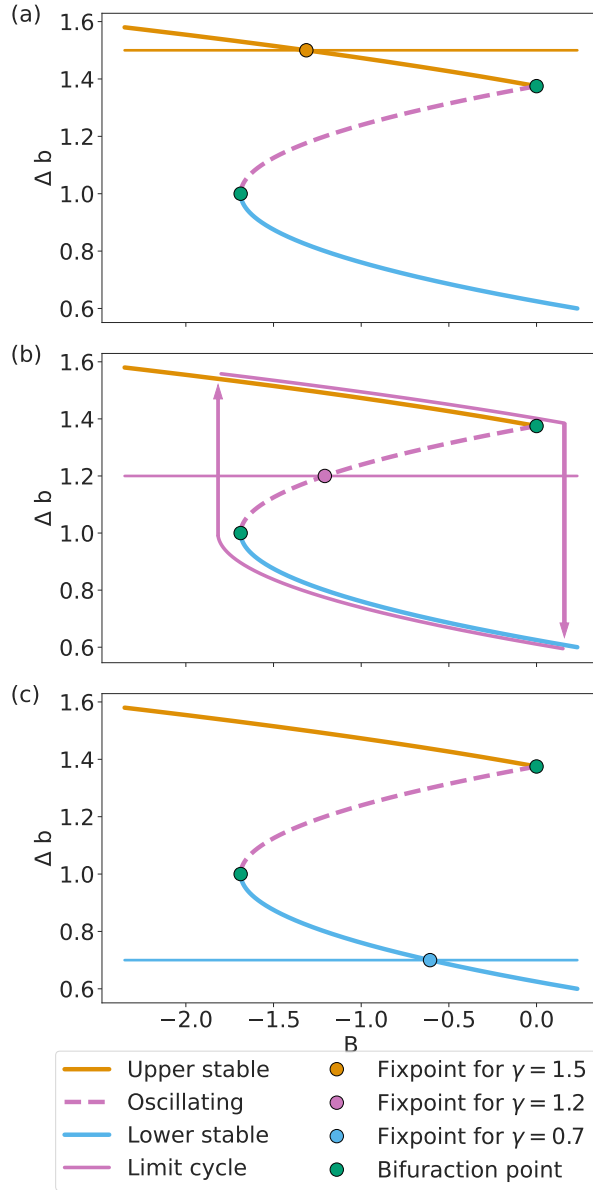 (a)
1.6
1.4
1.2
1.0
0.8
0.6
Δ b
(b)
1.6
1.4
1.2
1.0
0.8
0.6
Δ b
(c)
1.6
1.4
1.2
1.0
0.8
0.6
Δ b
−2.0 −1.5 −1.0 −0.5 0.0
B
Upper stable
Oscillating
Lower stable
Limit cycle
Fixpoint for γ = 1.5
Fixpoint for γ = 1.2
Fixpoint for γ = 0.7
Bifuraction point